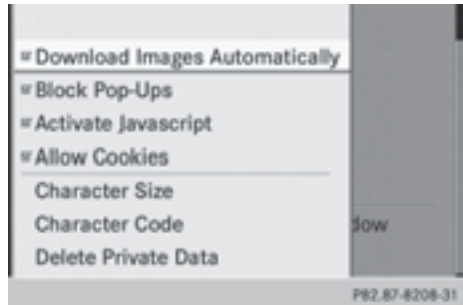 Download Images Automatically
Block Pop-Ups
Activate Javascript
Allow Cookies
Character Size
Character Code
dow
Delete Private Data
P82.87-8208-31